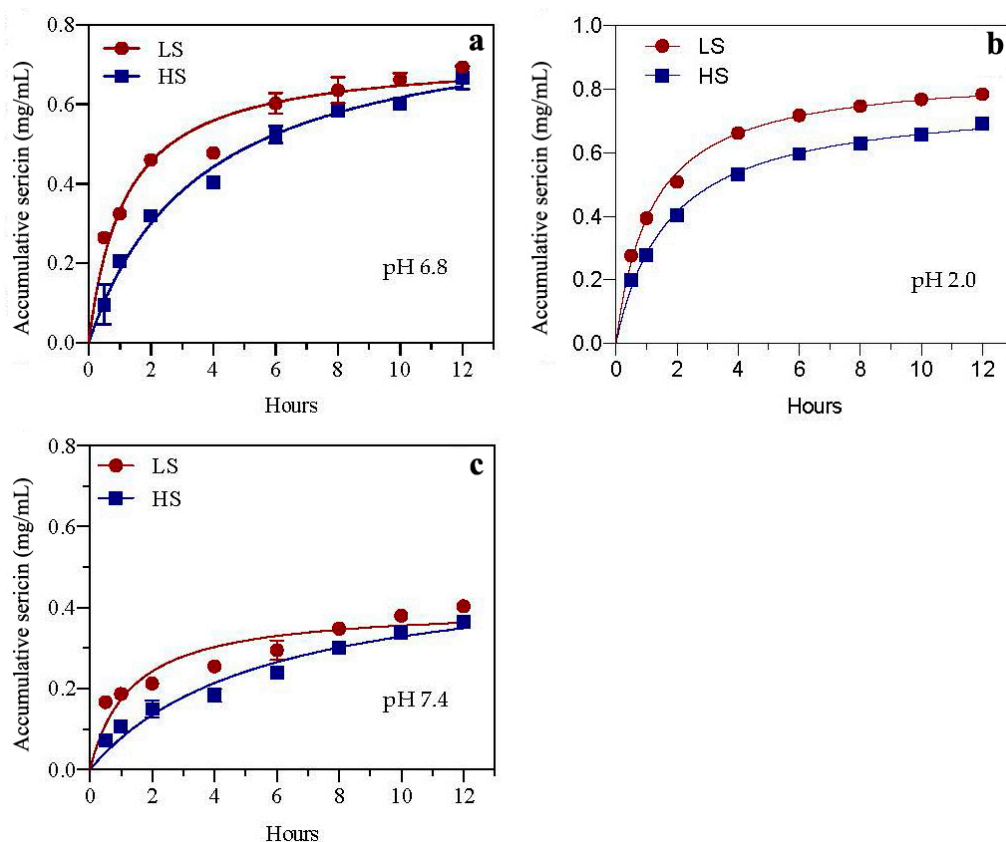 a
LS
HS
Accumulative sericin (mg/mL)
0.8
0.6
0.4
0.2
0.0
pH 6.8
0 2 4 6 8 10 12
Hours
b
LS
HS
Accumulative sericin (mg/mL)
1.0
0.8
0.6
0.4
0.2
0.0
pH 2.0
0 2 4 6 8 10 12
Hours
c
LS
HS
Accumulative sericin (mg/mL)
0.8
0.6
0.4
0.2
0.0
pH 7.4
0 2 4 6 8 10 12
Hours